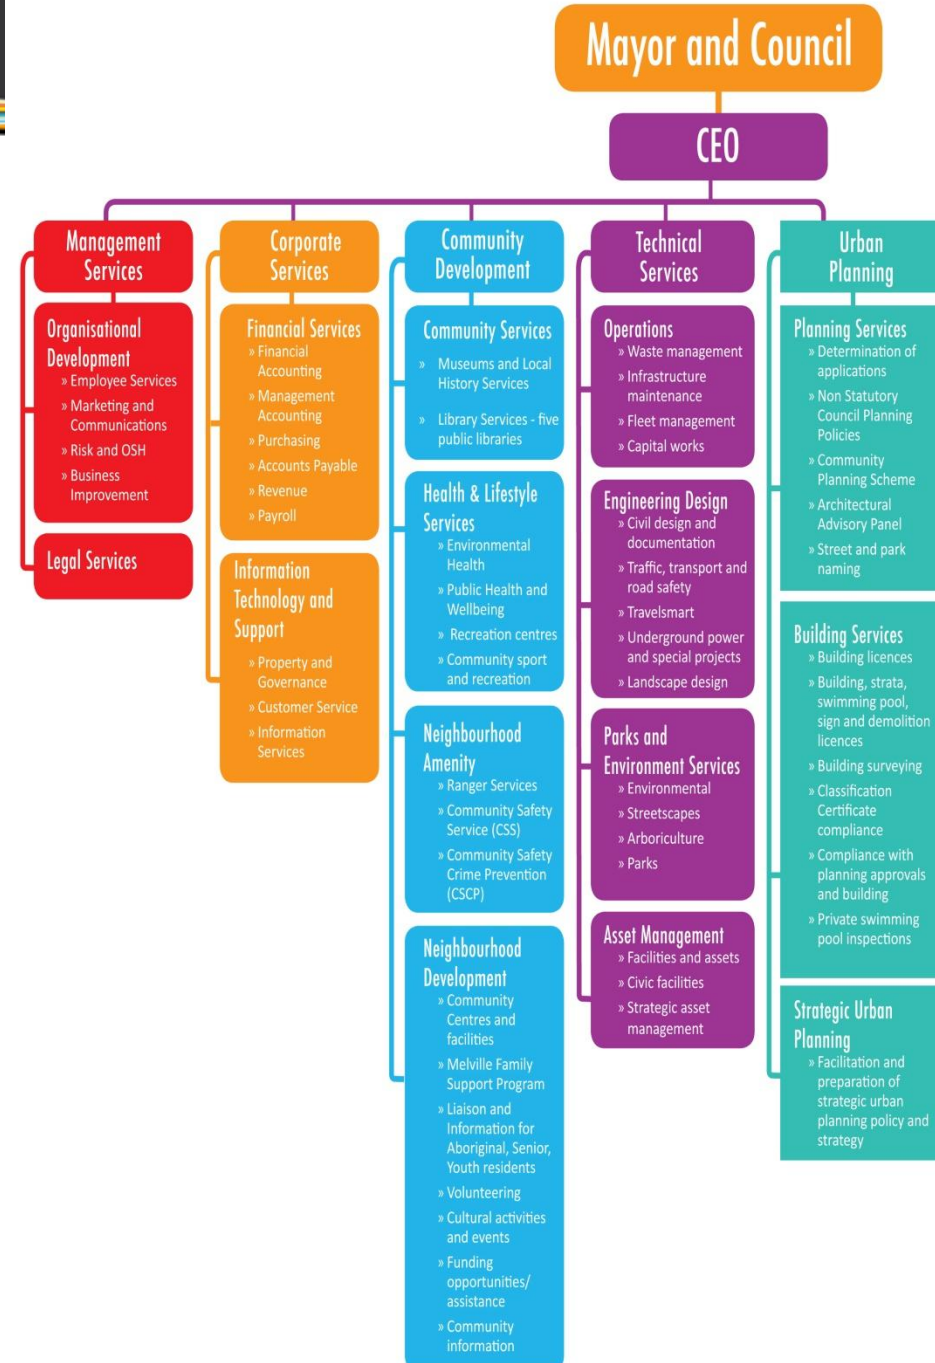 Mayor and Council
CEO
Management
Services
Organisational
Development
» Employee Services
» Marketing and
Communications
» Risk and OSH
» Business
Improvement
Legal Services
Corporate
Services
Financial Services
» Financial
Accounting
» Management
Accounting
» Purchasing
» Accounts Payable
» Revenue
» Payroll
Information
Technology and
Support
» Property and
Governance
» Customer Service
» Information
Services
Community
Development
Community Services
» Museums and Local
History Services
» Library Services - five
public libraries
Health & Lifestyle
Services
» Environmental
Health
» Public Health and
Wellbeing
» Recreation centres
» Community sport
and recreation
Neighbourhood
Amenity
» Ranger Services
» Community Safety
Service (CSS)
» Community Safety
Crime Prevention
(CSCP)
Neighbourhood
Development
» Community
Centres and
facilities
» Melville Family
Support Program
» Liaison and
Information for
Aboriginal, Senior,
Youth residents
» Volunteering
» Cultural activities
and events
» Funding
opportunities/
assistance
» Community
information
Technical
Services
Operations
» Waste management
» Infrastructure
maintenance
» Fleet management
» Capital works
Engineering Design
» Civil design and
documentation
» Traffic, transport and
road safety
» Travelsmart
» Underground power
and special projects
» Landscape design
Parks and
Environment Services
» Environmental
» Streetscapes
» Arboriculture
» Parks
Asset Management
» Facilities and assets
» Civic facilities
» Strategic asset
management
Urban
Planning
Planning Services
» Determination of
applications
» Non Statutory
Council Planning
Policies
» Community
Planning Scheme
» Architectural
Advisory Panel
» Street and park
naming
Building Services
» Building licences
» Building, strata,
swimming pool,
sign and demolition
licences
» Building surveying
» Classification
Certificate
compliance
» Compliance with
planning approvals
and building
» Private swimming
pool inspections
Strategic Urban
Planning
» Facilitation and
preparation of
strategic urban
planning policy and
strategy